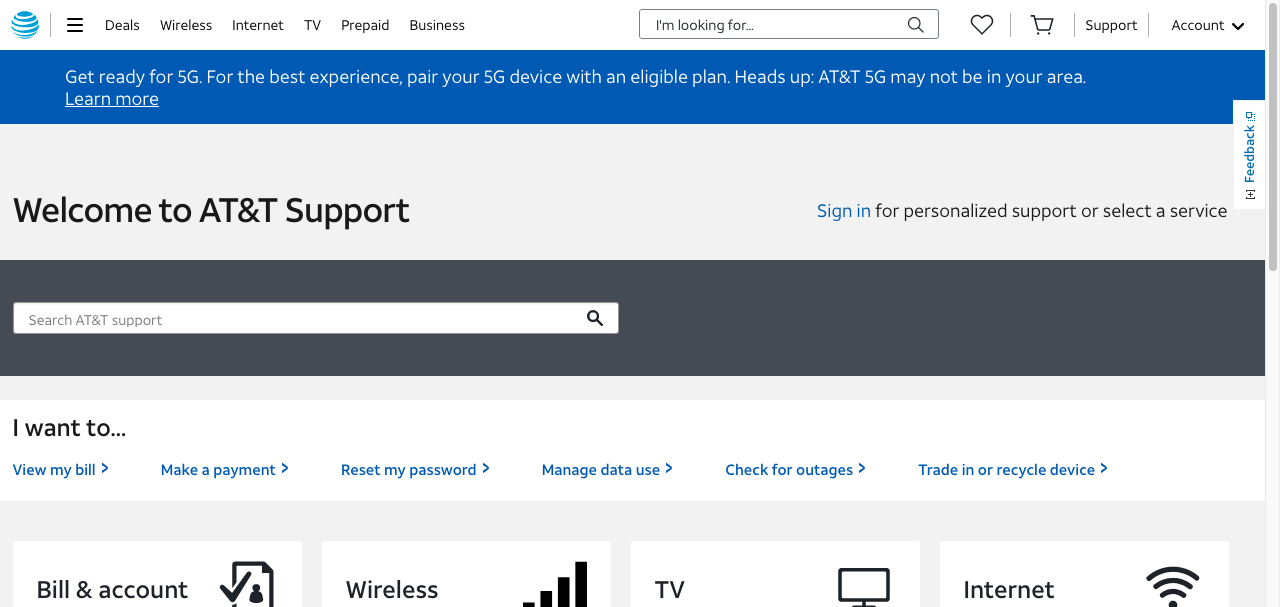 Deals Wireless Internet TV Prepaid Business I'm looking for... Support Account
Get ready for 5G. For the best experience, pair your 5G device with an eligible plan. Heads up: AT&T 5G may not be in your area.
Learn more
Feedback
Welcome to AT&T Support
Sign in for personalized support or select a service
Search AT&T support
I want to...
View my bill Make a payment Reset my password Manage data use Check for outages Trade in or recycle device
Bill & account Wireless TV Internet